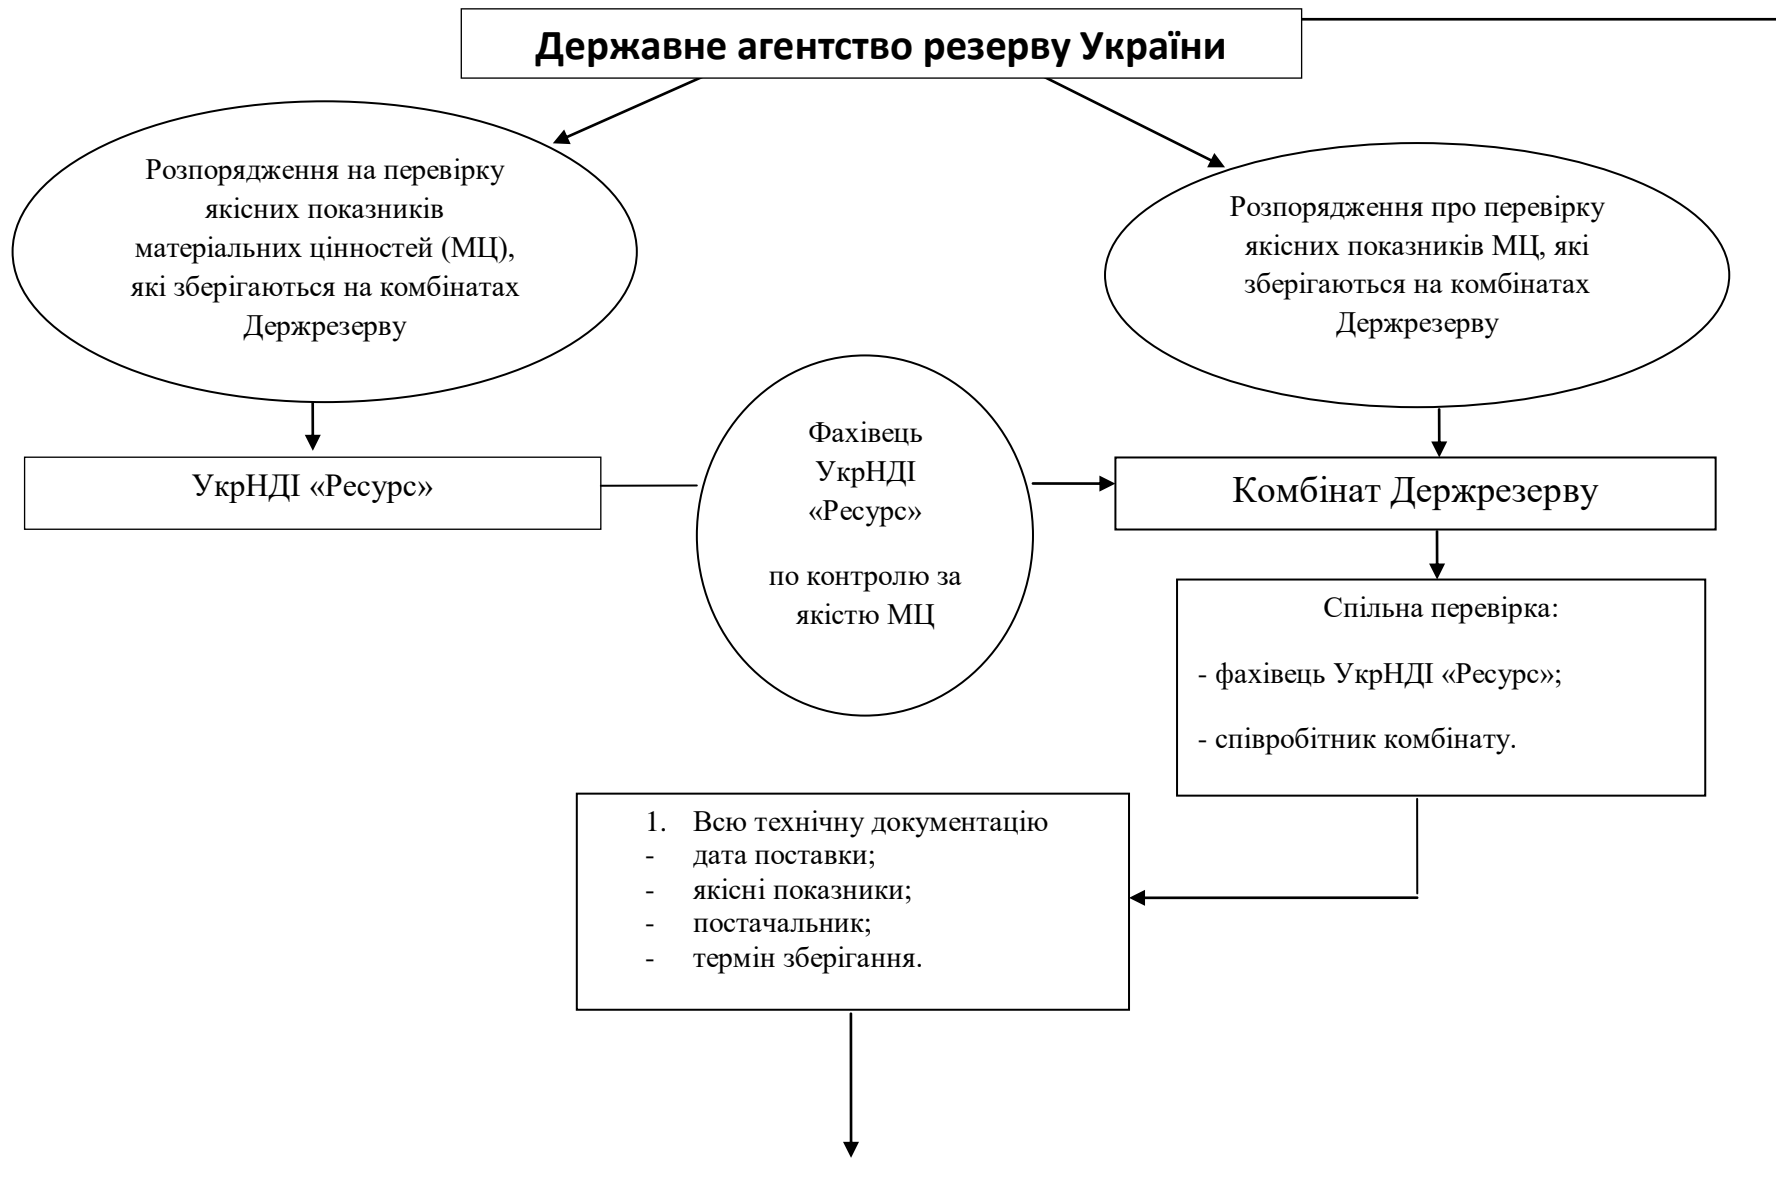 Державне агентство резерву України
Розпорядження на перевірку
якісних показників
матеріальних цінностей (МЦ),
які зберігаються на комбінатах
Держрезерву
Розпорядження про перевірку
якісних показників МЦ, які
зберігаються на комбінатах
Держрезерву
УкрНДІ «Ресурс»
Фахівець
УкрНДІ
«Ресурс»
по контролю за
якістю МЦ
Комбінат Держрезерву
Спільна перевірка:
- фахівець УкрНДІ «Ресурс»;
- співробітник комбінату.
1. Всю технічну документацію
- дата поставки;
- якісні показники;
- постачальник;
- термін зберігання.